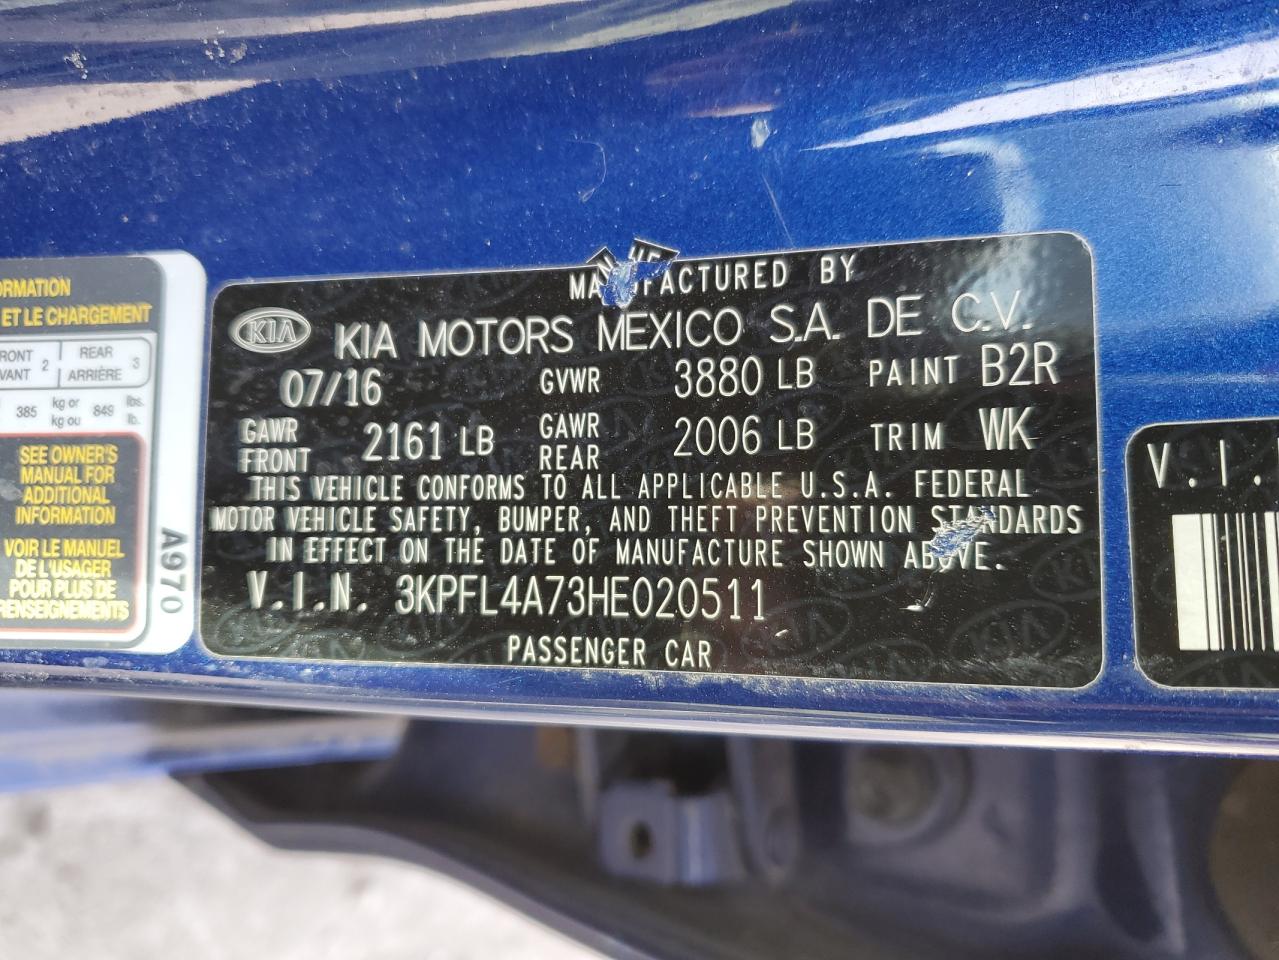 ORMATION
ET LE CHARGEMENT
RONT 2 REAR 3
VANT ARRIÈRE
385 kg or 849 lbs.
kg ou lb.
SEE OWNER'S
MANUAL FOR
ADDITIONAL
INFORMATION
VOIR LE MANUEL
DE L'USAGER
POUR PLUS DE
RENSEIGNEMENTS
A970
MANUFACTURED BY
KIA KIA MOTORS MEXICO S.A. DE C.V.
07/16 GVWR 3880 LB PAINT B2R
GAWR FRONT 2161 LB GAWR REAR 2006 LB TRIM WK
THIS VEHICLE CONFORMS TO ALL APPLICABLE U.S.A. FEDERAL
MOTOR VEHICLE SAFETY, BUMPER, AND THEFT PREVENTION STANDARDS
IN EFFECT ON THE DATE OF MANUFACTURE SHOWN ABOVE.
V.I.N. 3KPFL4A73HE020511
PASSENGER CAR
V.I.